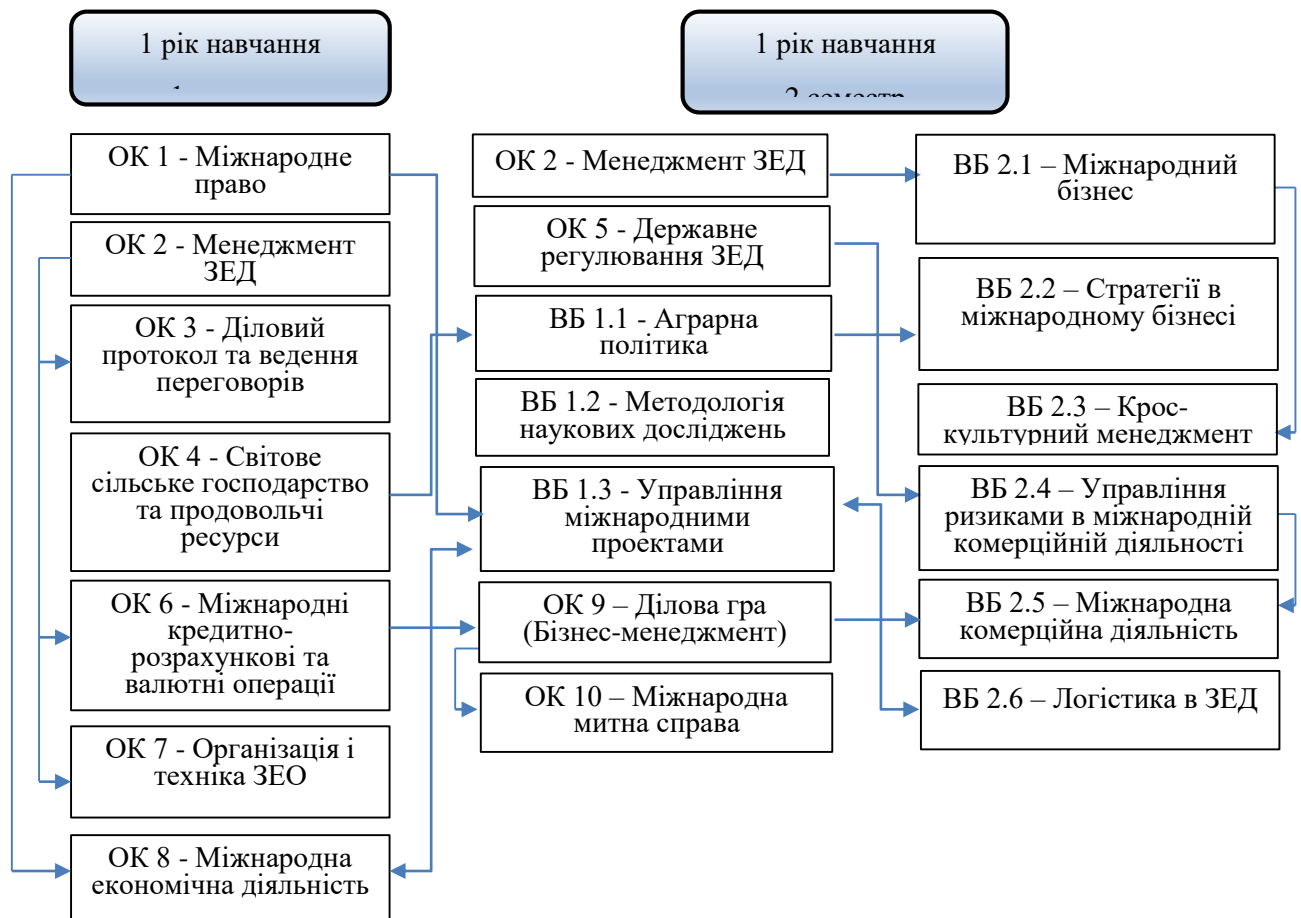 1 рік навчання
1 рік навчання
2 семестр
ОК 1 - Міжнародне
право
ОК 2 - Менеджмент
ЗЕД
ОК 3 - Діловий
протокол та ведення
переговорів
ОК 4 - Світове
сільське господарство
та продовольчі
ресурси
ОК 6 - Міжнародні
кредитно-
розрахункові та
валютні операції
ОК 7 - Організація і
техніка ЗЕО
ОК 8 - Міжнародна
економічна діяльність
ОК 2 - Менеджмент ЗЕД
ОК 5 - Державне
регулювання ЗЕД
ВБ 1.1 - Аграрна
політика
ВБ 1.2 - Методологія
наукових досліджень
ВБ 1.3 - Управління
міжнародними
проектами
ОК 9 – Ділова гра
(Бізнес-менеджмент)
ОК 10 – Міжнародна
митна справа
ВБ 2.1 – Міжнародний
бізнес
ВБ 2.2 – Стратегії в
міжнародному бізнесі
ВБ 2.3 – Крос-
культурний менеджмент
ВБ 2.4 – Управління
ризиками в міжнародній
комерційній діяльності
ВБ 2.5 – Міжнародна
комерційна діяльність
ВБ 2.6 – Логістика в ЗЕД